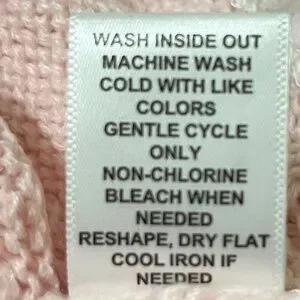 WASH INSIDE OUT
MACHINE WASH
COLD WITH LIKE
COLORS
GENTLE CYCLE
ONLY
NON-CHLORINE
BLEACH WHEN
NEEDED
RESHAPE, DRY FLAT
COOL IRON IF
NEEDED